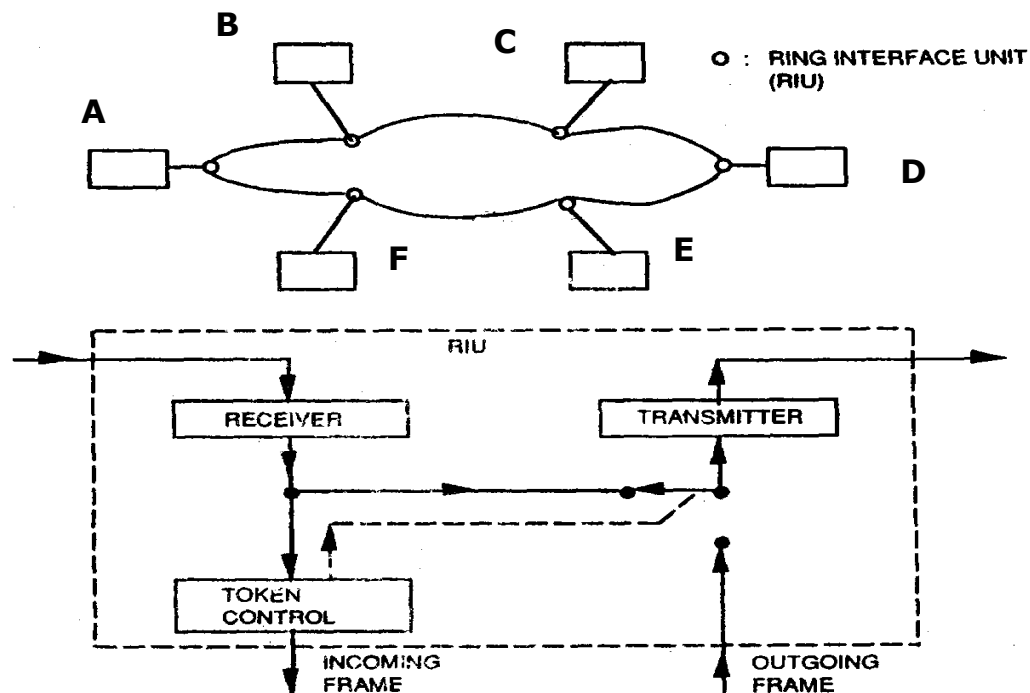 B
C
O : RING INTERFACE UNIT
(RIU)
A
D
F
E
RIU
RECEIVER
TRANSMITTER
TOKEN
CONTROL
INCOMING
FRAME
OUTGOING
FRAME